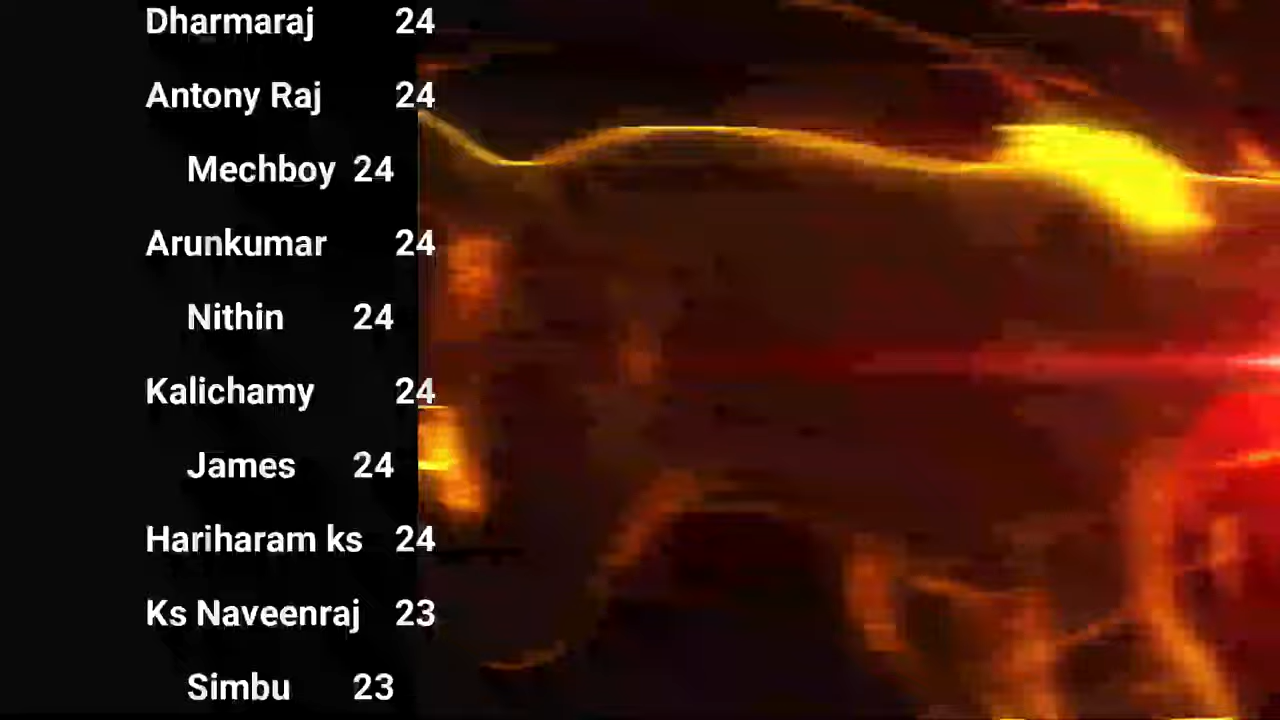 Dharmaraj 24
Antony Raj 24
Mechboy 24
Arunkumar 24
Nithin 24
Kalichamy 24
James 24
Hariharam ks 24
Ks Naveenraj 23
Simbu 23